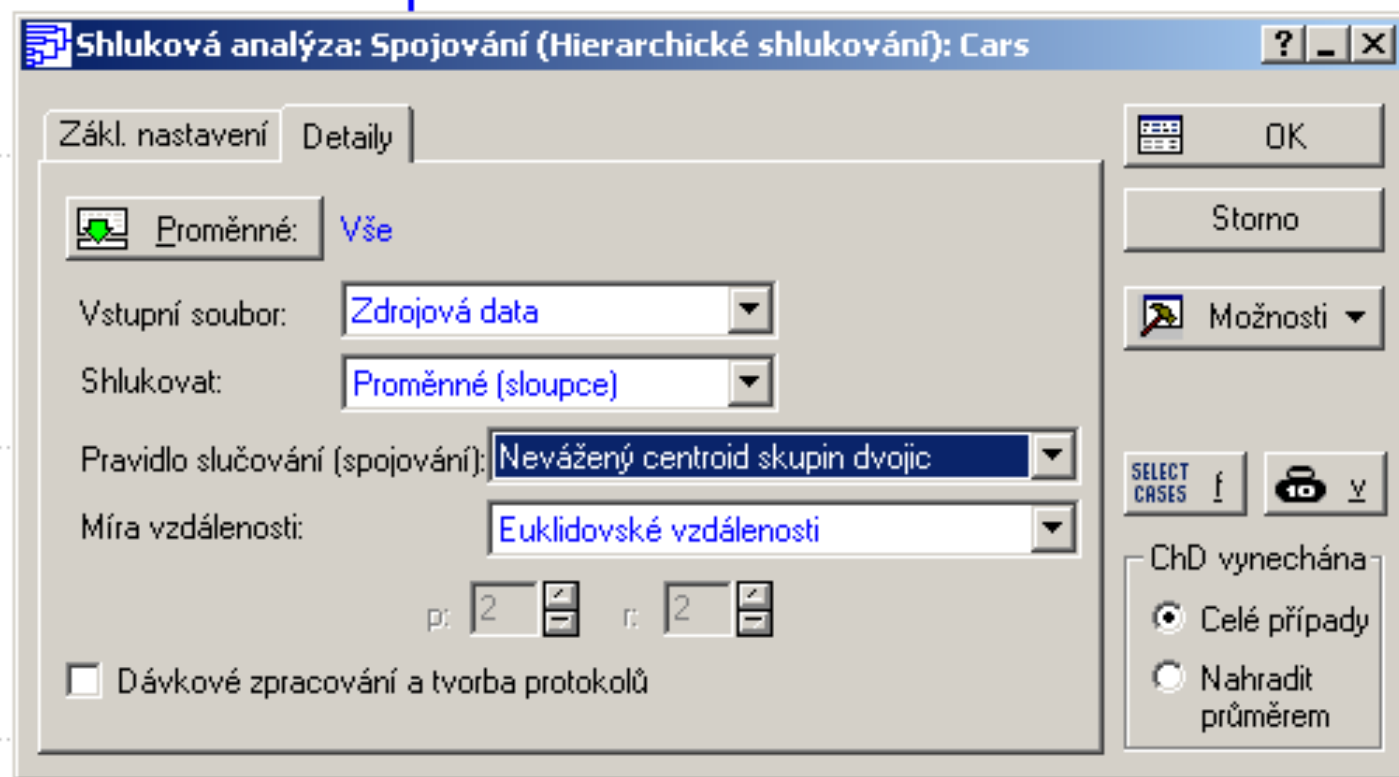 Shluková analýza: Spojování (Hierarchické shlukování): Cars
Zákl. nastavení Detaily
Proměnné: Vše
Vstupní soubor: Zdrojová data
Shlukovat: Proměnné (sloupce)
Pravidlo slučování (spojování): Nevážený centroid skupin dvojic
Míra vzdálenosti: Euklidovské vzdálenosti
p: 2 r: 2
Dávkové zpracování a tvorba protokolů
OK
Storno
Možnosti
SELECT CASES f 10 v
ChD vynechána
Celé případy
Nahradit
průměrem